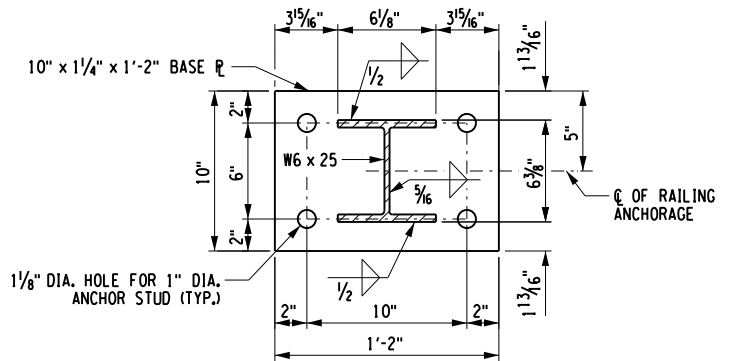 3 15/16" 6 1/8" 3 15/16"
10" x 1 1/4" x 1'-2" BASE ℄
1/2
1 13/16"
2"
W6 x 25
5"
10"
6"
5/16
6 3/8"
℄ OF RAILING
ANCHORAGE
2"
1 1/8" DIA. HOLE FOR 1" DIA.
ANCHOR STUD (TYP.)
1/2
1 13/16"
2" 10" 2"
1'-2"